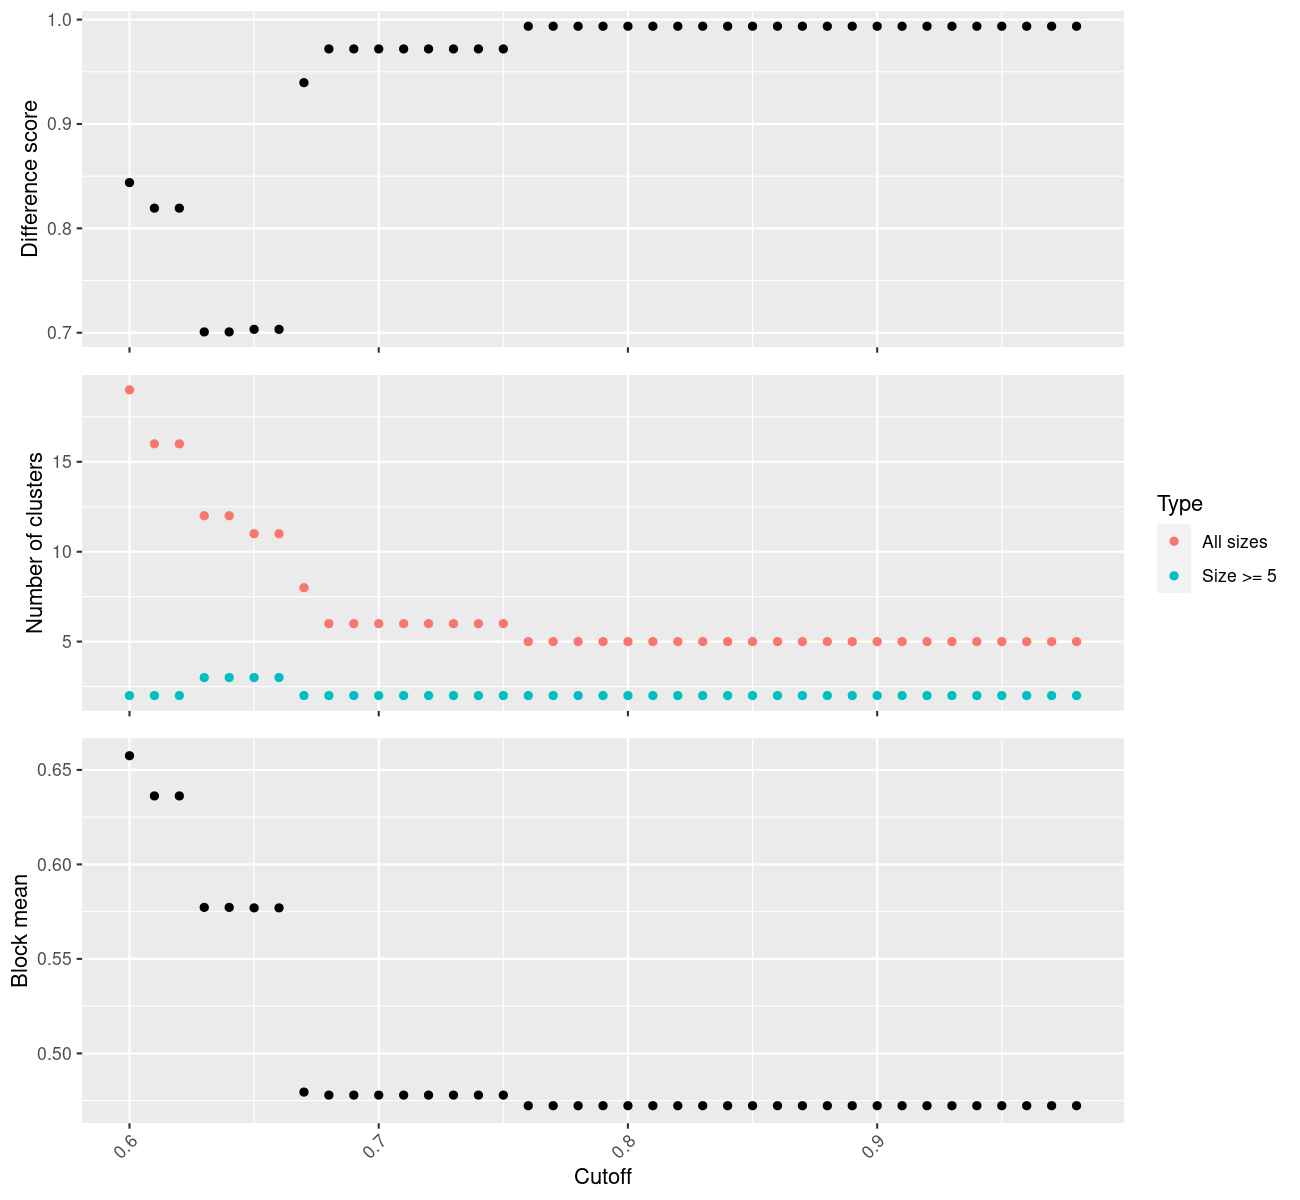 Difference score
1.0
0.9
0.8
0.7
Number of clusters
15
10
5
Type
All sizes
Size >= 5
Block mean
0.65
0.60
0.55
0.50
0.6
0.7
0.8
0.9
Cutoff